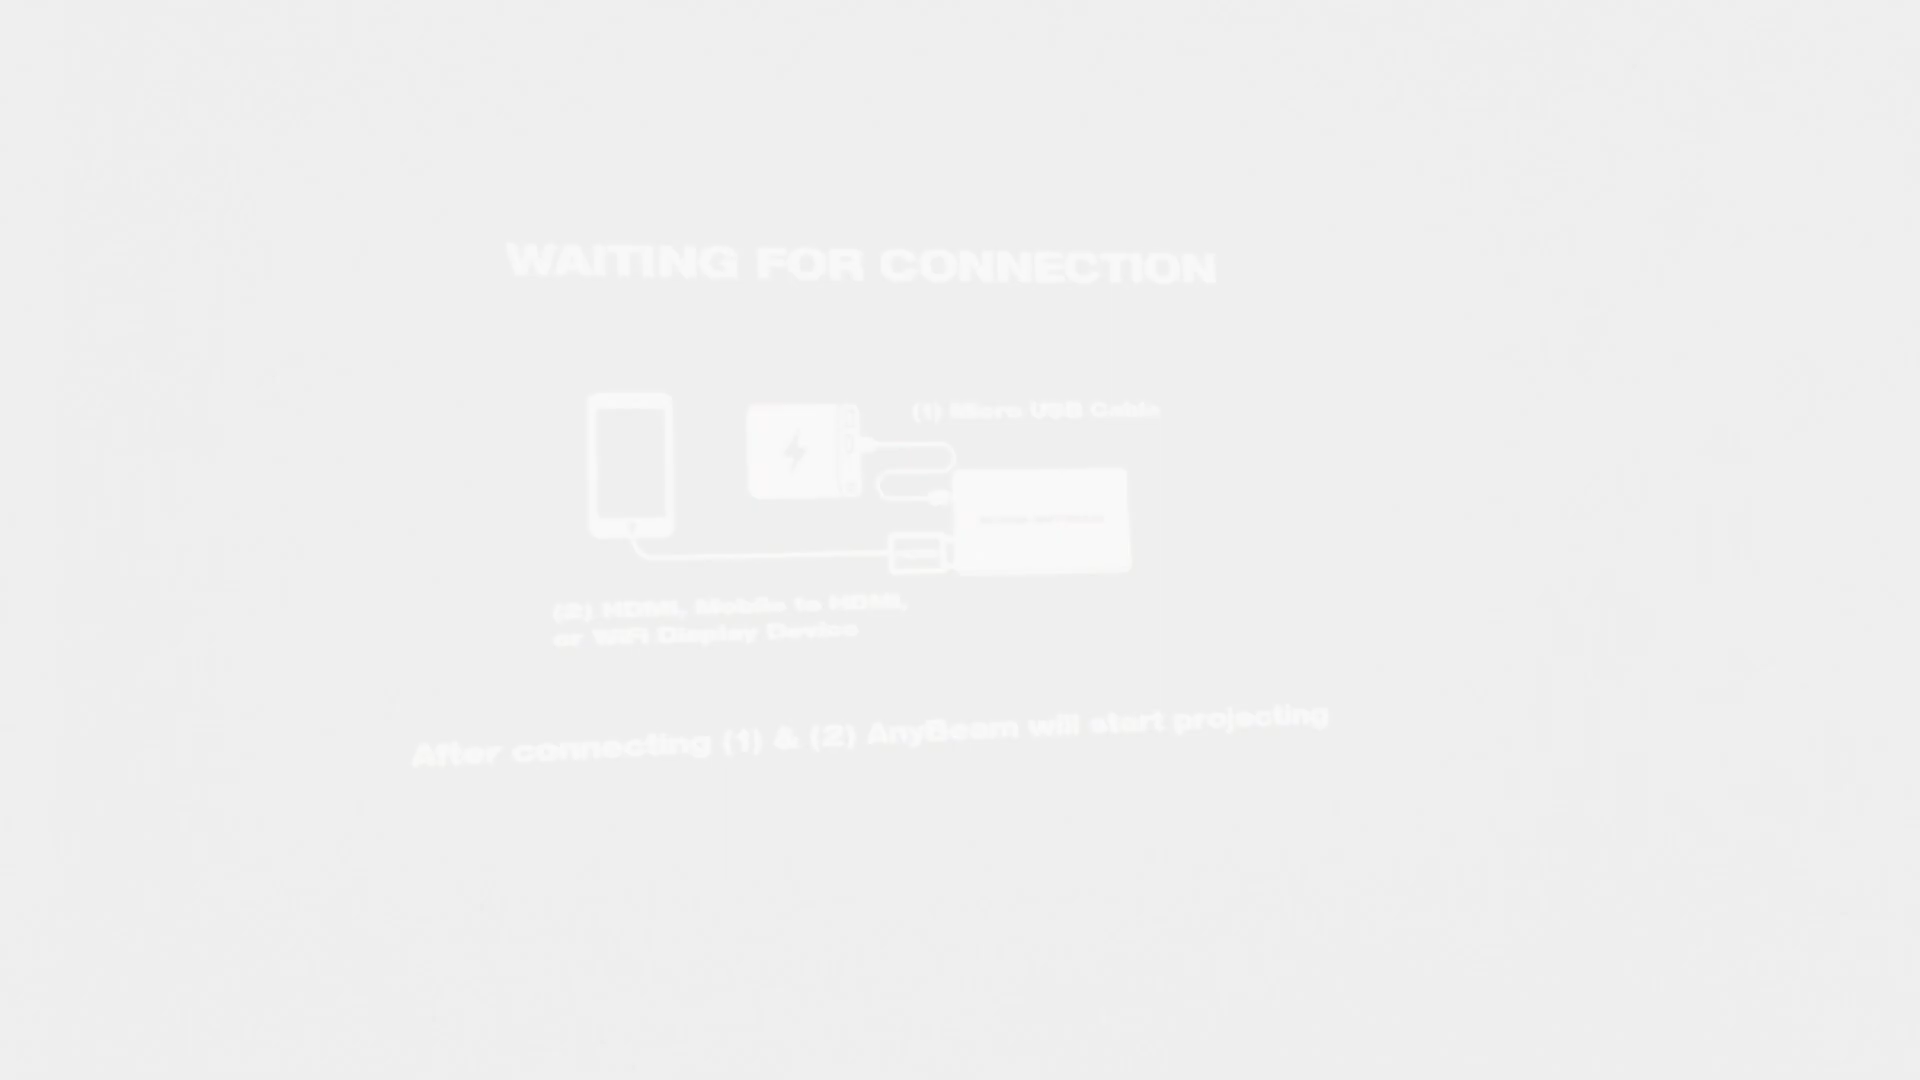 WAITING FOR CONNECTION
(1) Micro USB Cable
(2) HDMI, Mobile to HDMI,
or WiFi Display Device
After connecting (1) & (2) AnyBeam will start projecting